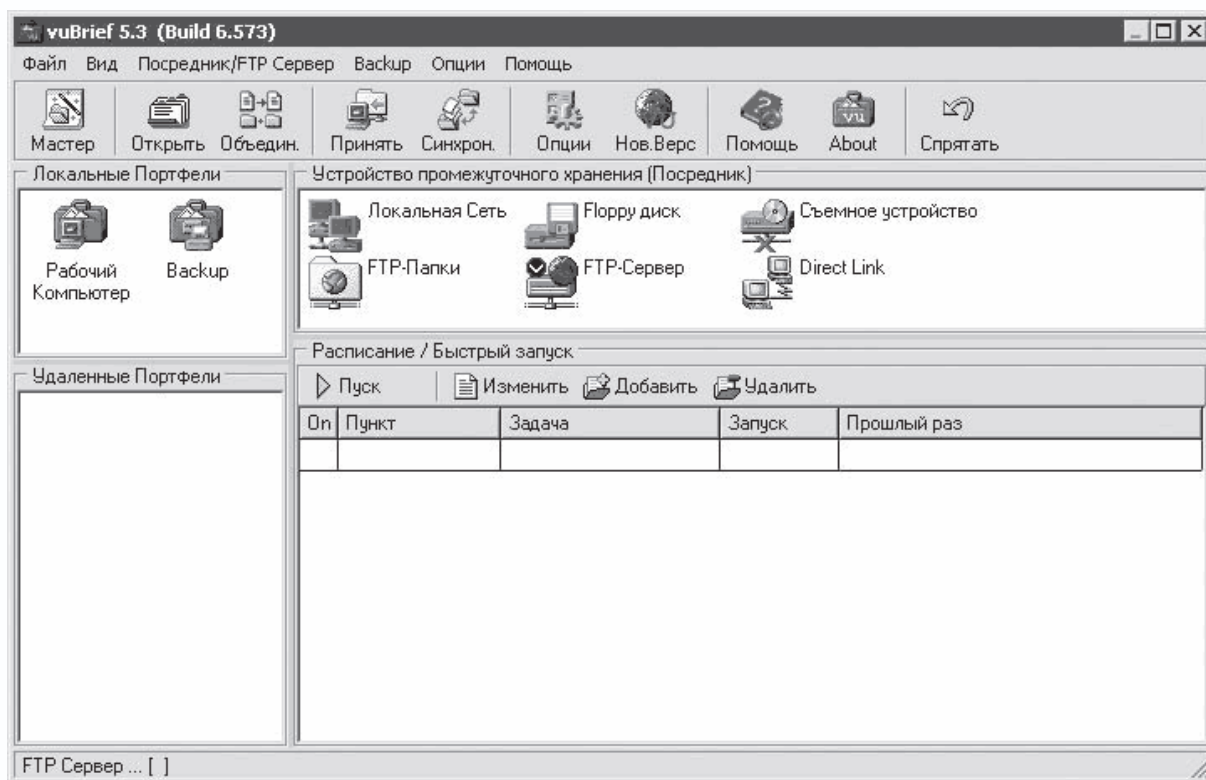 vuBrief 5.3 (Build 6.573)
Файл Вид Посредник/FTP Сервер Backup Опции Помощь
Мастер Открыть Объедин. Принять Синхрон. Опции Нов.Верс Помощь About Спрятать
vu
Локальные Портфели
Рабочий
Компьютер
Backup
Устройство промежуточного хранения (Посредник)
Локальная Сеть Floppy диск Съемное устройство
FTP-Папки FTP-Сервер Direct Link
Удаленные Портфели
Расписание / Быстрый запуск
Пуск Изменить Добавить Удалить
On Пункт Задача Запуск Прошлый раз
FTP Сервер ... [ ]